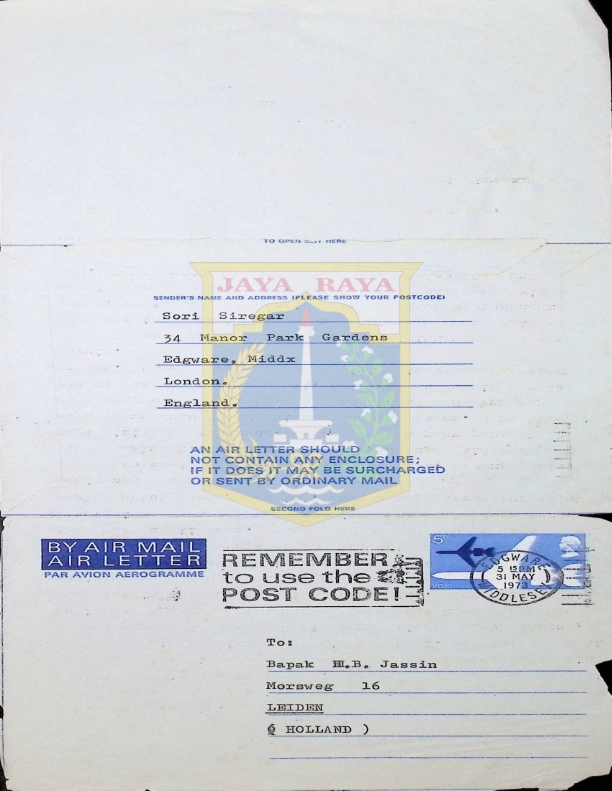 TO OPEN SLIT HERE
JAYA RAYA
SENDER'S NAME AND ADDRESS (PLEASE SHOW YOUR POSTCODE)
Sori Siregar
34 Manor Park Gardens
Edgware, Middx
London.
England.
AN AIR LETTER SHOULD
NOT CONTAIN ANY ENCLOSURE;
IF IT DOES IT MAY BE SURCHARGED
OR SENT BY ORDINARY MAIL
SECOND FOLD HERE
BY AIR MAIL
AIR LETTER
PAR AVION AEROGRAMME
REMEMBER
to use the
POST CODE!
5p
VC10
EDGWARE
5 15PM
31 MAY
1973
MIDDLESEX
To:
Bapak H.B. Jassin
Morsweg 16
LEIDEN
( HOLLAND )